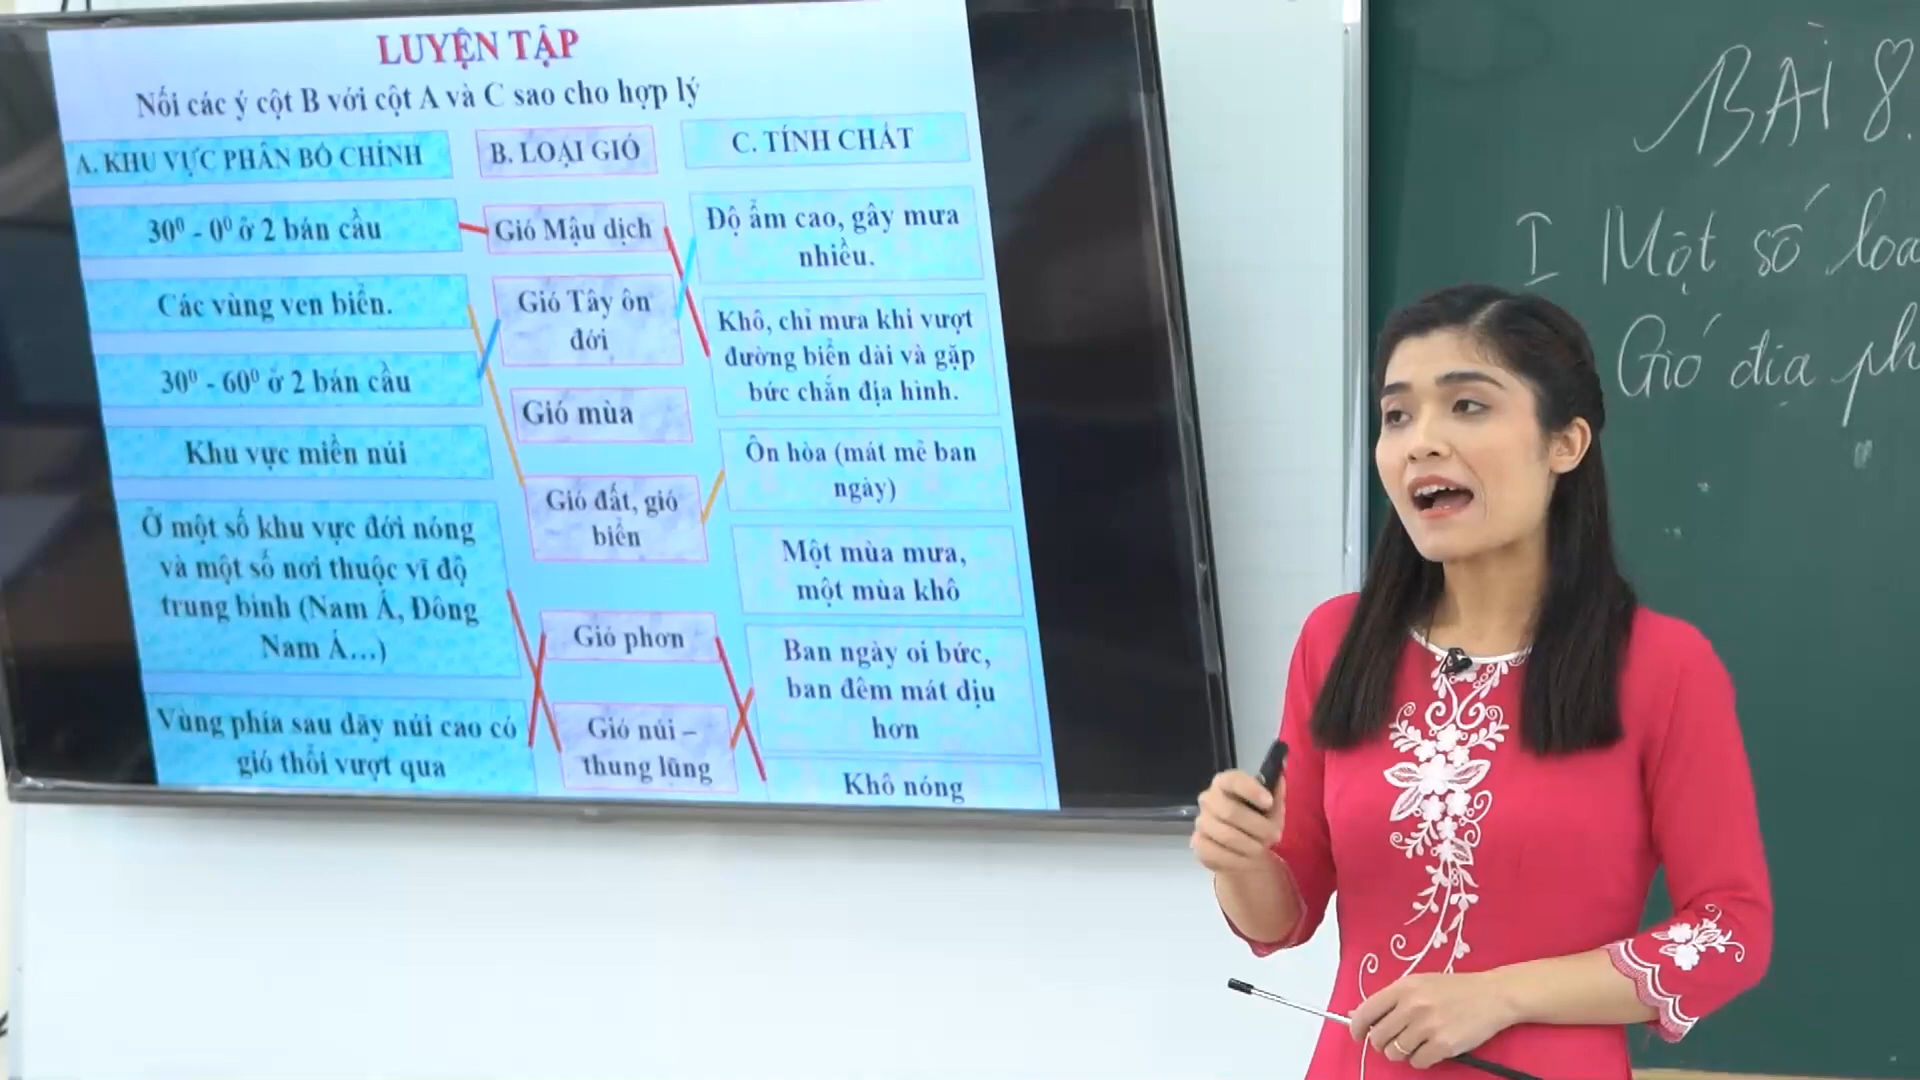 LUYỆN TẬP
Nối các ý cột B với cột A và C sao cho hợp lý
A. KHU VỰC PHÂN BỐ CHÍNH
B. LOẠI GIÓ
C. TÍNH CHẤT
30⁰ - 0⁰ ở 2 bán cầu
Các vùng ven biển.
30⁰ - 60⁰ ở 2 bán cầu
Khu vực miền núi
Ở một số khu vực đới nóng
và một số nơi thuộc vĩ độ
trung bình (Nam Á, Đông
Nam Á...)
Vùng phía sau dãy núi cao có
gió thổi vượt qua
Gió Mậu dịch
Gió Tây ôn
đới
Gió mùa
Gió đất, gió
biển
Gió phơn
Gió núi –
thung lũng
Độ ẩm cao, gây mưa
nhiều.
Khô, chỉ mưa khi vượt
đường biển dài và gặp
bức chắn địa hình.
Ôn hòa (mát mẻ ban
ngày)
Một mùa mưa,
một mùa khô
Ban ngày oi bức,
ban đêm mát dịu
hơn
Khô nóng
BÀI 8.
I Một số loạ
Gió địa ph